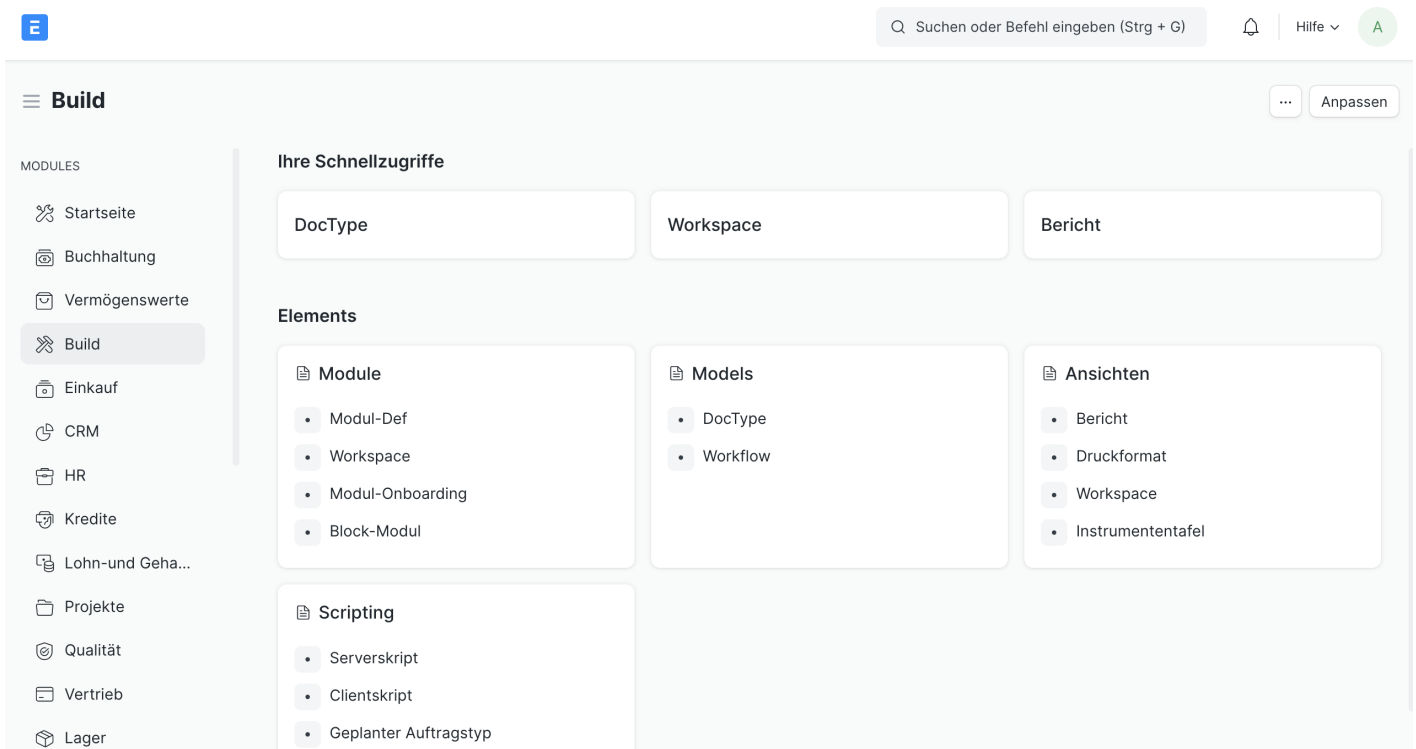 E
Suchen oder Befehl eingeben (Strg + G)
Hilfe
A
Build
...
Anpassen
MODULES
Startseite
Buchhaltung
Vermögenswerte
Build
Einkauf
CRM
HR
Kredite
Lohn-und Geha...
Projekte
Qualität
Vertrieb
Lager
Ihre Schnellzugriffe
DocType
Workspace
Bericht
Elements
Module
Modul-Def
Workspace
Modul-Onboarding
Block-Modul
Models
DocType
Workflow
Ansichten
Bericht
Druckformat
Workspace
Instrumententafel
Scripting
Serverskript
Clientskript
Geplanter Auftragstyp